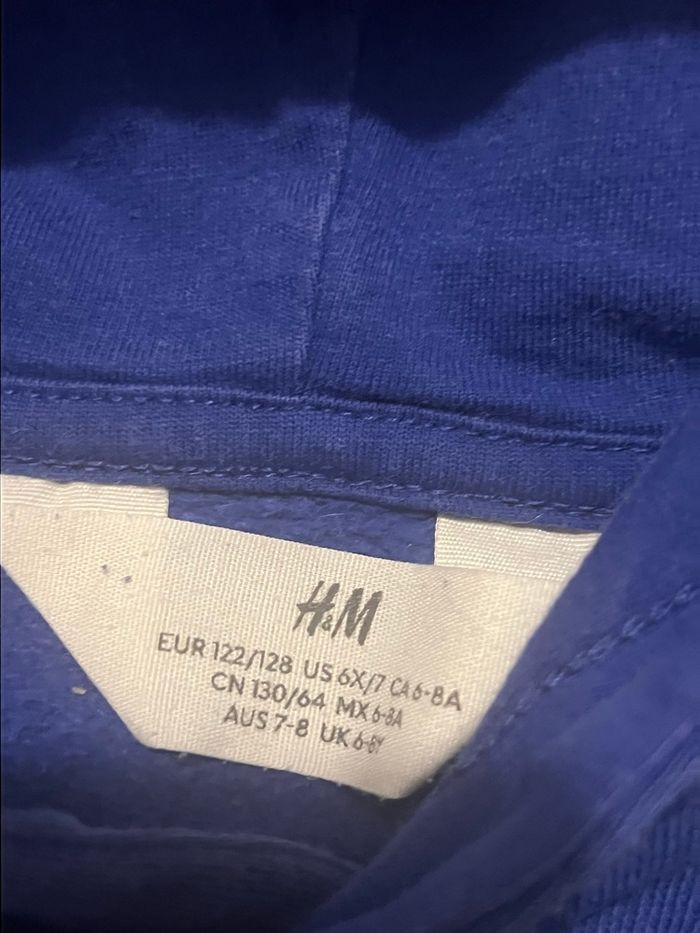 H&M
EUR 122/128 US 6X/7 CA 6-8A
CN 130/64 MX 6-8A
AUS 7-8 UK 6-8Y